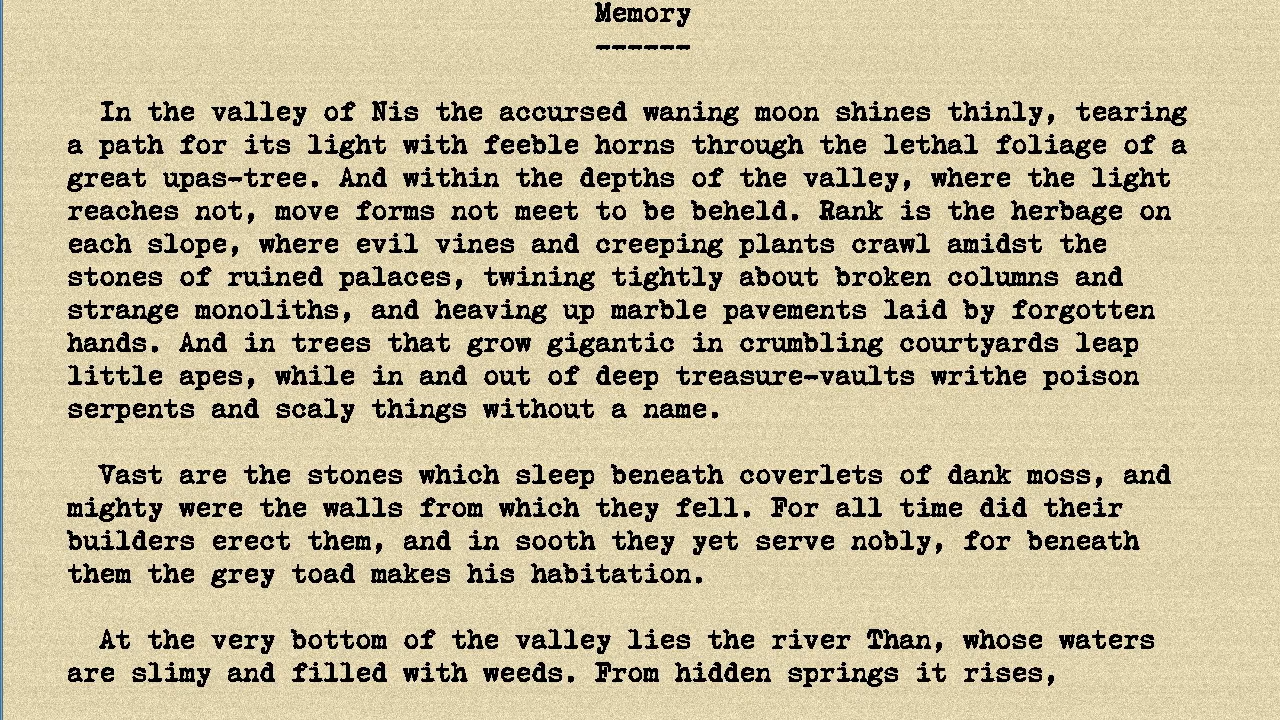 Memory
------
In the valley of Nis the accursed waning moon shines thinly, tearing
a path for its light with feeble horns through the lethal foliage of a
great upas-tree. And within the depths of the valley, where the light
reaches not, move forms not meet to be beheld. Rank is the herbage on
each slope, where evil vines and creeping plants crawl amidst the
stones of ruined palaces, twining tightly about broken columns and
strange monoliths, and heaving up marble pavements laid by forgotten
hands. And in trees that grow gigantic in crumbling courtyards leap
little apes, while in and out of deep treasure-vaults writhe poison
serpents and scaly things without a name.
Vast are the stones which sleep beneath coverlets of dank moss, and
mighty were the walls from which they fell. For all time did their
builders erect them, and in sooth they yet serve nobly, for beneath
them the grey toad makes his habitation.
At the very bottom of the valley lies the river Than, whose waters
are slimy and filled with weeds. From hidden springs it rises,